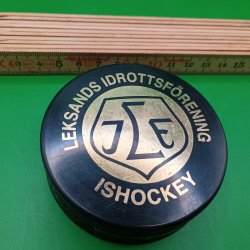 LEKSANDS IDROTTSFÖRENING
LIF
ISHOCKEY